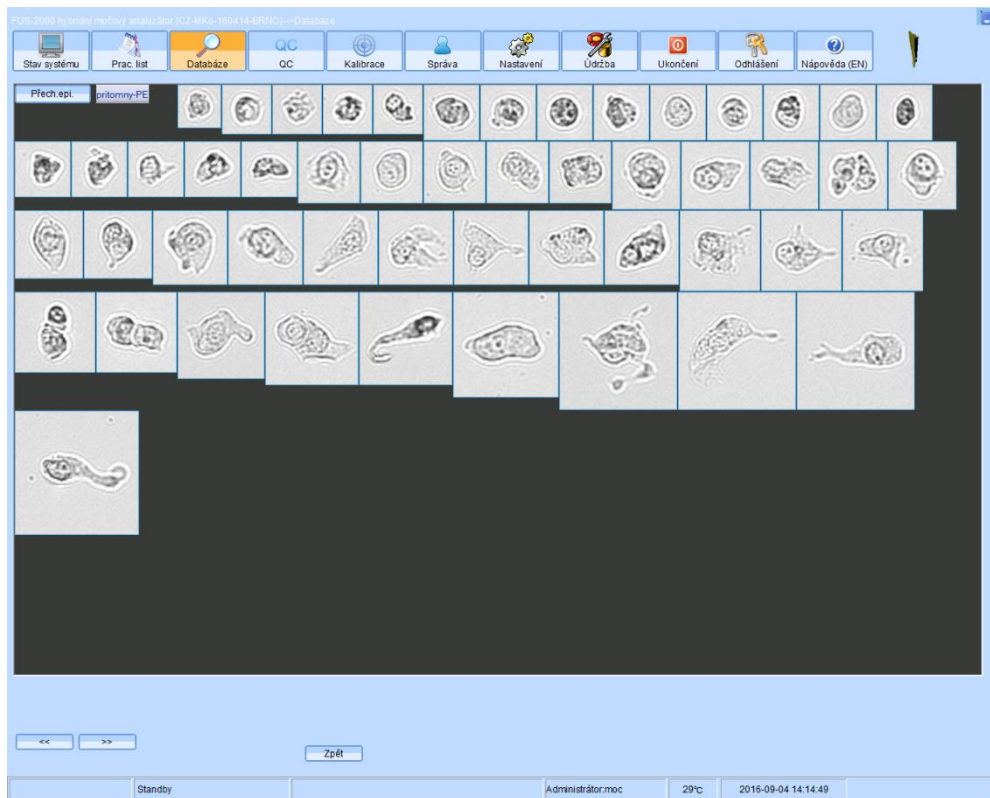 FUS-2000 hybridní močový analyzátor (CZ-MKo-160414-BRNO)-->Databáze
Stav systému Prac. list Databáze QC QC Kalibrace Správa Nastavení Údržba Ukončení Odhlášení Nápověda (EN)
Přech.epi. pritomny-PE
<< >>
Zpět
Standby Administrátor:moc 29℃ 2016-09-04 14:14:49